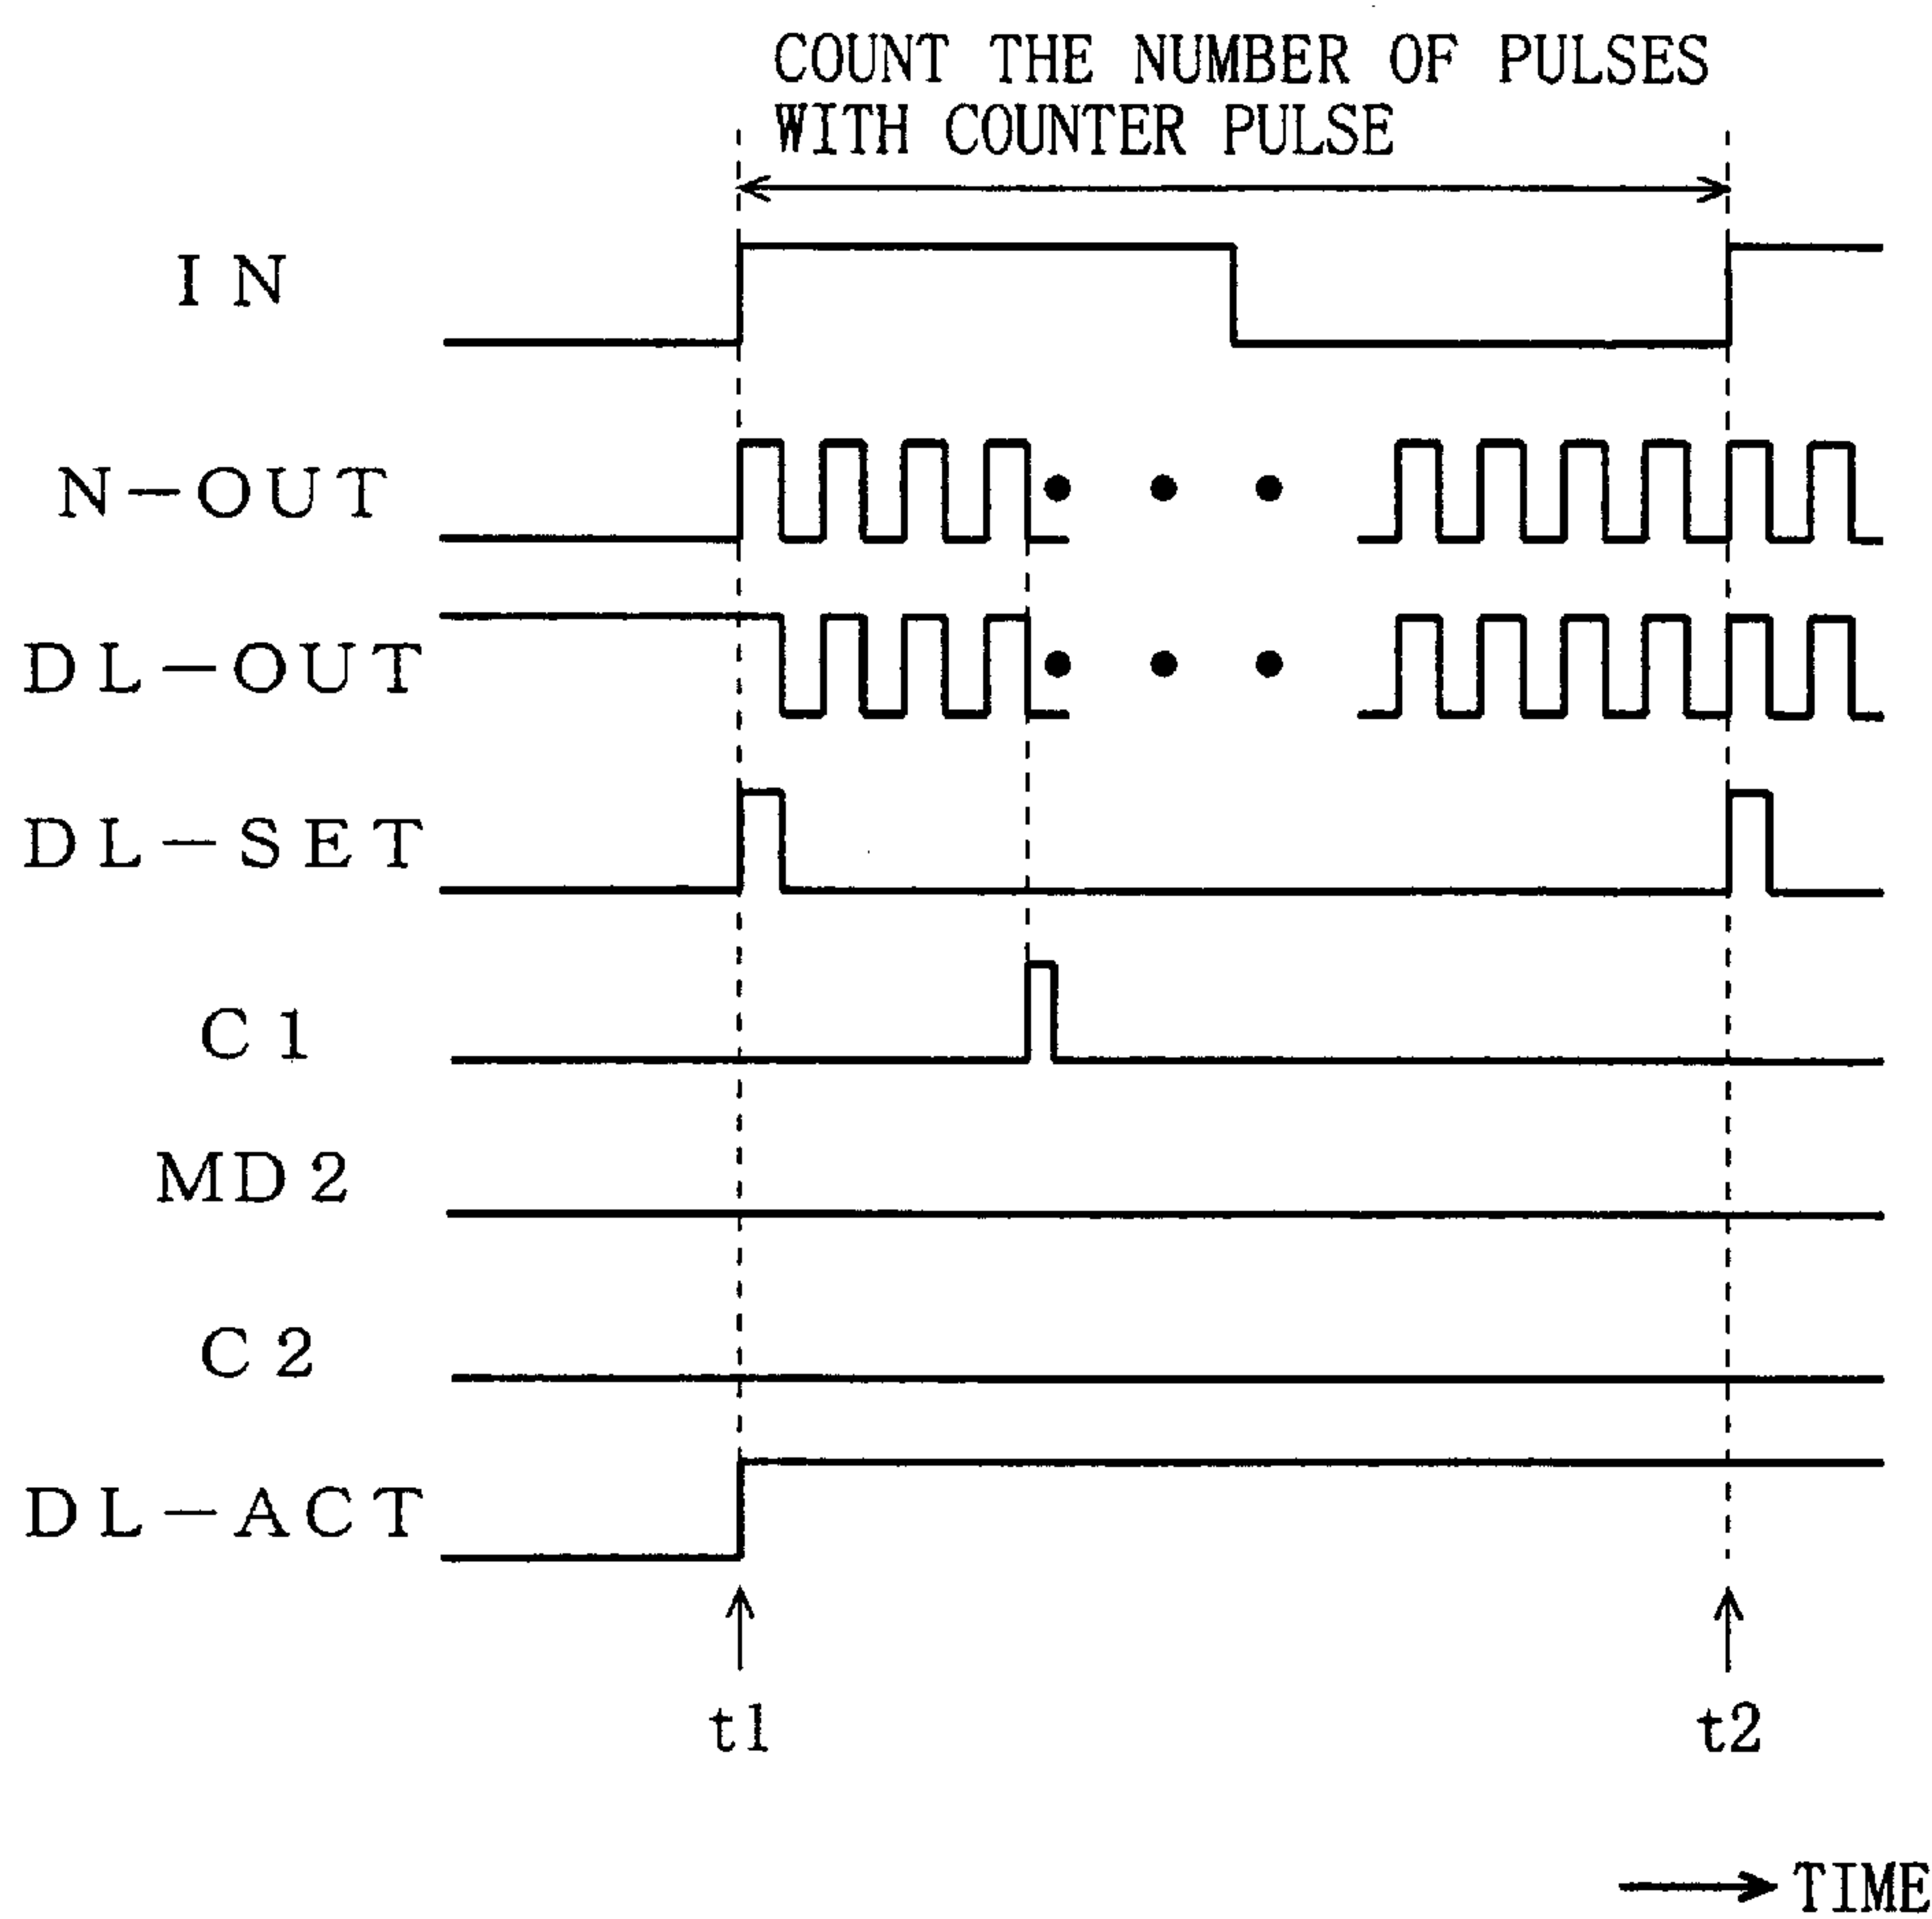 COUNT THE NUMBER OF PULSES
WITH COUNTER PULSE
IN
N-OUT
DL-OUT
DL-SET
C1
MD2
C2
DL-ACT
t1
t2
TIME